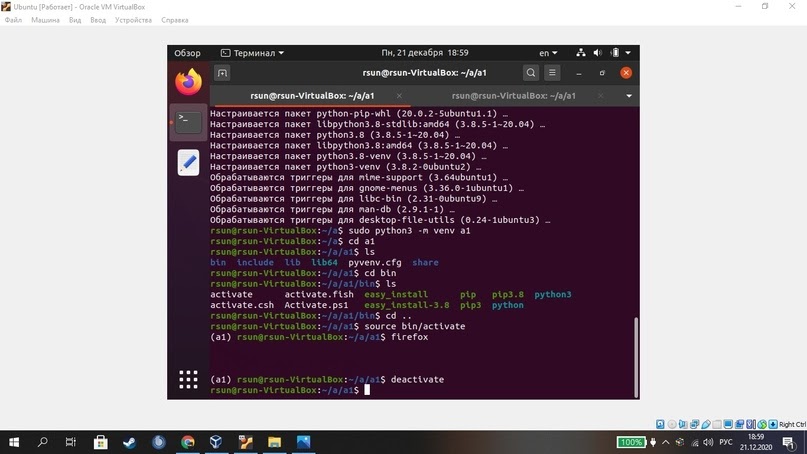 Ubuntu [Работает] - Oracle VM VirtualBox
Файл Машина Вид Ввод Устройства Справка
Обзор Терминал Пн, 21 декабря 18:59 en
rsun@rsun-VirtualBox: ~/a/a1
rsun@rsun-VirtualBox: ~/a/a1 × rsun@rsun-VirtualBox: ~/a/a1 ×
Настраивается пакет python-pip-whl (20.0.2-5ubuntu1.1) …
Настраивается пакет libpython3.8-stdlib:amd64 (3.8.5-1~20.04) …
Настраивается пакет python3.8 (3.8.5-1~20.04) …
Настраивается пакет libpython3.8:amd64 (3.8.5-1~20.04) …
Настраивается пакет python3.8-venv (3.8.5-1~20.04) …
Настраивается пакет python3-venv (3.8.2-0ubuntu2) …
Обрабатываются триггеры для mime-support (3.64ubuntu1) …
Обрабатываются триггеры для gnome-menus (3.36.0-1ubuntu1) …
Обрабатываются триггеры для libc-bin (2.31-0ubuntu9) …
Обрабатываются триггеры для man-db (2.9.1-1) …
Обрабатываются триггеры для desktop-file-utils (0.24-1ubuntu3) …
rsun@rsun-VirtualBox:~/a$ sudo python3 -m venv a1
rsun@rsun-VirtualBox:~/a$ cd a1
rsun@rsun-VirtualBox:~/a/a1$ ls
bin include lib lib64 pyvenv.cfg share
rsun@rsun-VirtualBox:~/a/a1$ cd bin
rsun@rsun-VirtualBox:~/a/a1/bin$ ls
activate activate.fish easy_install pip pip3.8 python3
activate.csh Activate.ps1 easy_install-3.8 pip3 python
rsun@rsun-VirtualBox:~/a/a1/bin$ cd ..
rsun@rsun-VirtualBox:~/a/a1$ source bin/activate
(a1) rsun@rsun-VirtualBox:~/a/a1$ firefox
(a1) rsun@rsun-VirtualBox:~/a/a1$ deactivate
rsun@rsun-VirtualBox:~/a/a1$
Right Ctrl
100% РУС 18:59
21.12.2020
1